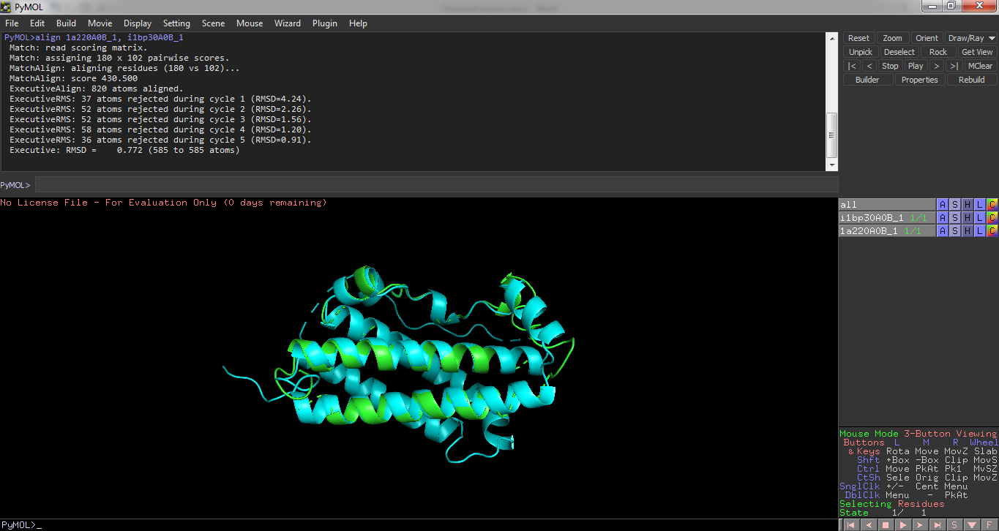 PyMOL
File Edit Build Movie Display Setting Scene Mouse Wizard Plugin Help
PyMOL>align 1a220A0B_1, i1bp30A0B_1
Match: read scoring matrix.
Match: assigning 180 x 102 pairwise scores.
MatchAlign: aligning residues (180 vs 102)...
MatchAlign: score 430.500
ExecutiveAlign: 820 atoms aligned.
ExecutiveRMS: 37 atoms rejected during cycle 1 (RMSD=4.24).
ExecutiveRMS: 52 atoms rejected during cycle 2 (RMSD=2.26).
ExecutiveRMS: 52 atoms rejected during cycle 3 (RMSD=1.56).
ExecutiveRMS: 58 atoms rejected during cycle 4 (RMSD=1.20).
ExecutiveRMS: 36 atoms rejected during cycle 5 (RMSD=0.91).
Executive: RMSD =    0.772 (585 to 585 atoms)
PyMOL>
Reset Zoom Orient Draw/Ray
Unpick Deselect Rock Get View
|< < Stop Play > >| MClear
Builder Properties Rebuild
No License File - For Evaluation Only (0 days remaining)
all A S H L C
i1bp30A0B_1 1/1 A S H L C
1a220A0B_1 1/1 A S H L C
Mouse Mode 3-Button Viewing
Buttons L M R Wheel
& Keys Rota Move MovZ Slab
Shft +Box -Box Clip MovS
Ctrl Move PkAt Pk1 MvSZ
CtSh Sele Orig Clip MovZ
SnglClk +/- Cent Menu
DblClk Menu - PkAt
Selecting Residues
State 1/ 1
PyMOL>_
S F